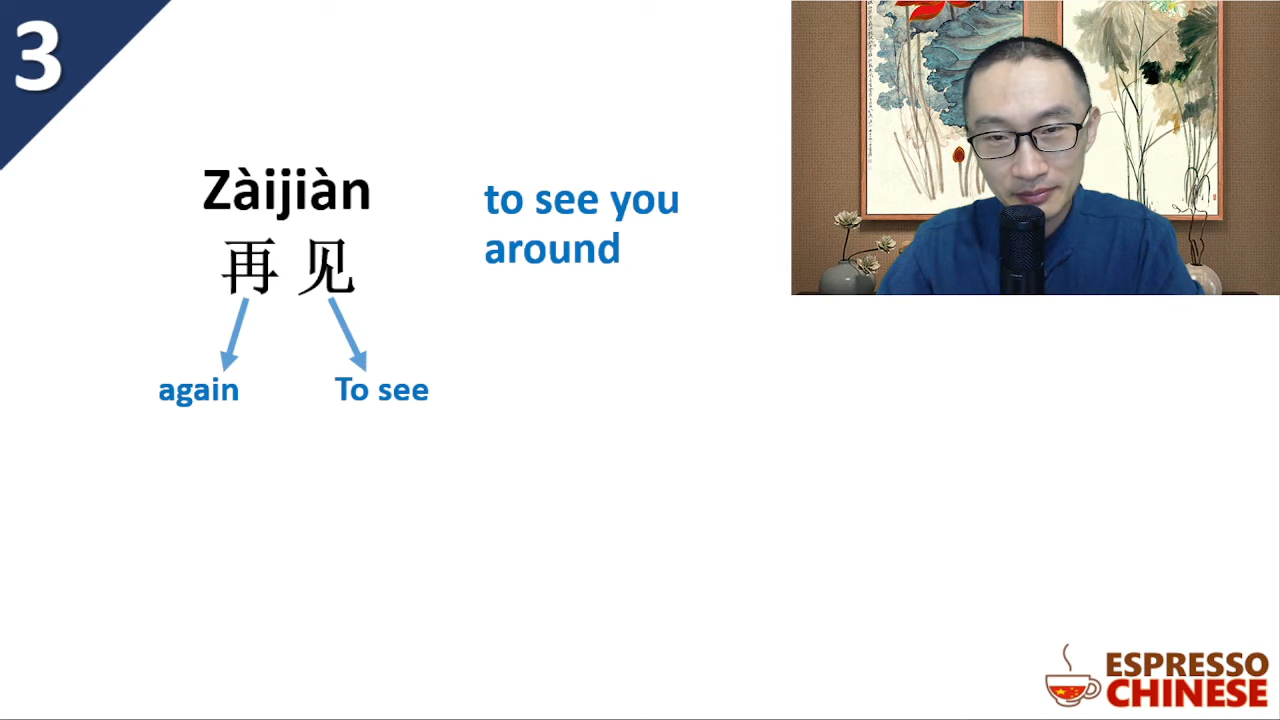 3
Zàijiàn
再见
to see you
around
again
To see
ESPRESSO
CHINESE